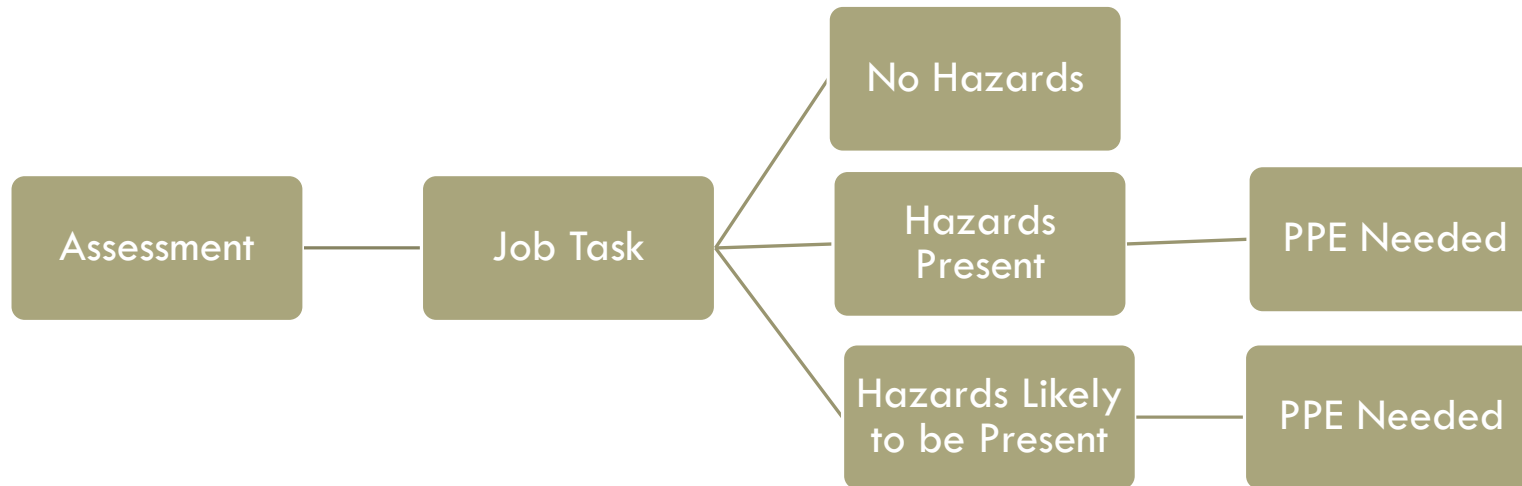 No Hazards
Assessment
Job Task
Hazards
Present
PPE Needed
Hazards Likely
to be Present
PPE Needed